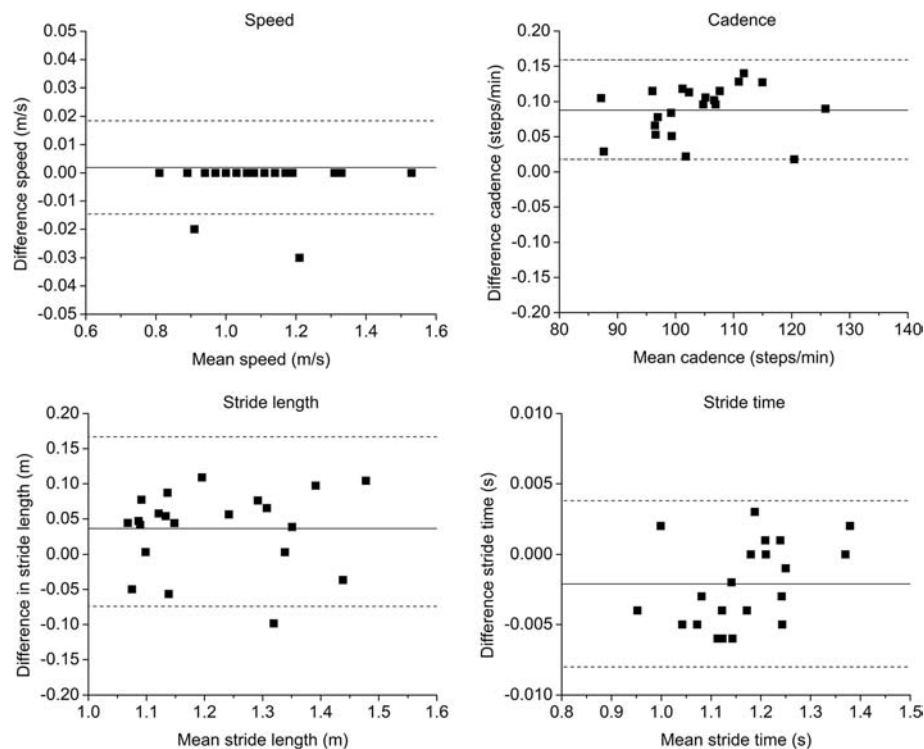 Speed
Difference speed (m/s)
0.05
0.04
0.03
0.02
0.01
0.00
-0.01
-0.02
-0.03
-0.04
-0.05
0.6 0.8 1.0 1.2 1.4 1.6
Mean speed (m/s)
Cadence
Difference cadence (steps/min)
0.20
0.15
0.10
0.05
0.00
-0.05
-0.10
-0.15
-0.20
80 90 100 110 120 130 140
Mean cadence (steps/min)
Stride length
Difference in stride length (m)
0.20
0.15
0.10
0.05
0.00
-0.05
-0.10
-0.15
-0.20
1.0 1.1 1.2 1.3 1.4 1.5 1.6
Mean stride length (m)
Stride time
Difference stride time (s)
0.010
0.005
0.000
-0.005
-0.010
0.8 0.9 1.0 1.1 1.2 1.3 1.4 1.5
Mean stride time (s)